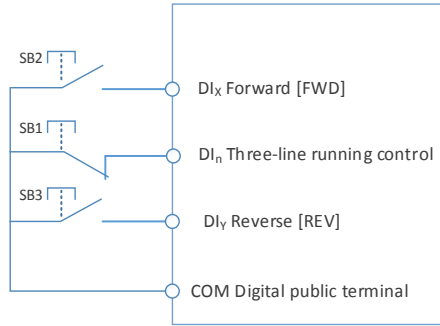 SB2
DIX Forward [FWD]
SB1
DIn Three-line running control
SB3
DIY Reverse [REV]
COM Digital public terminal